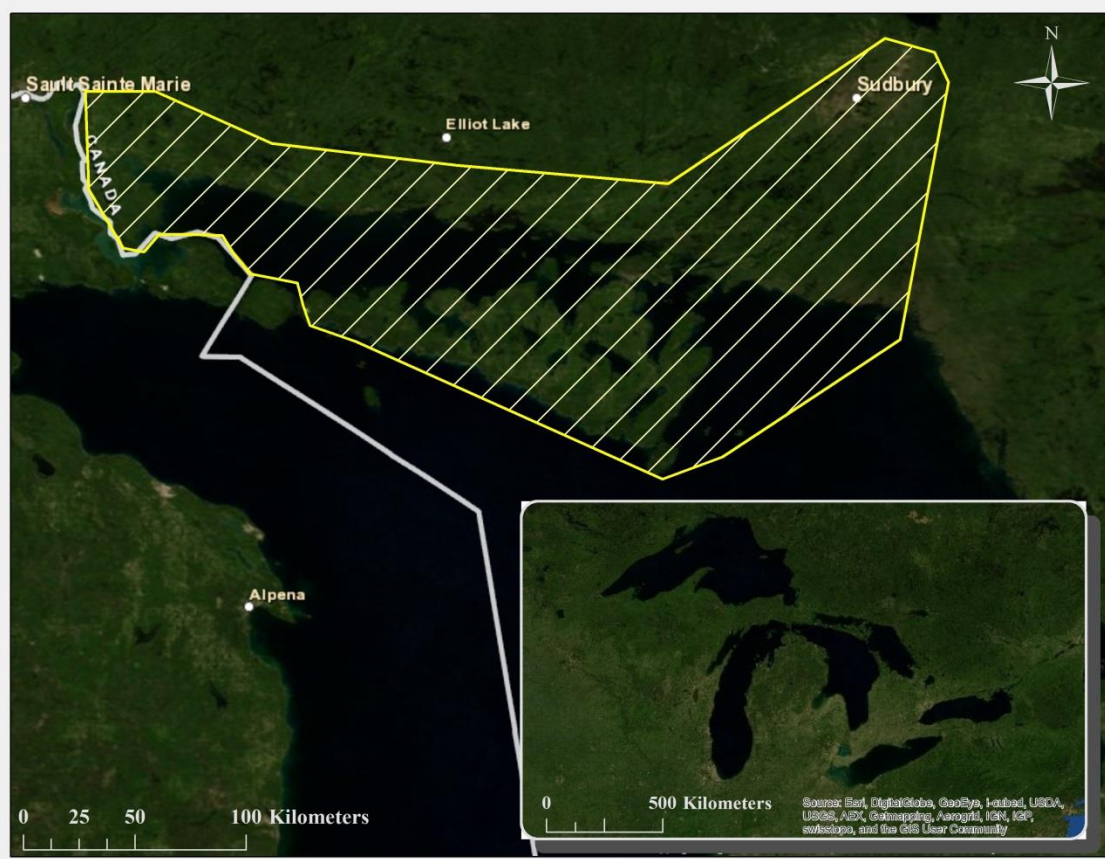 N
Sault Sainte Marie
Sudbury
Elliot Lake
CANADA
Alpena
0 25 50 100 Kilometers
0 500 Kilometers
Source: Esri, DigitalGlobe, GeoEye, i-cubed, USDA,
USGS, AEX, Getmapping, Aerogrid, IGN, IGP,
swisstopo, and the GIS User Community